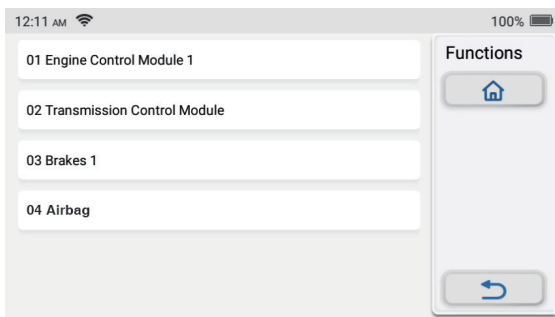 12:11 AM
100%
01 Engine Control Module 1
Functions
02 Transmission Control Module
03 Brakes 1
04 Airbag